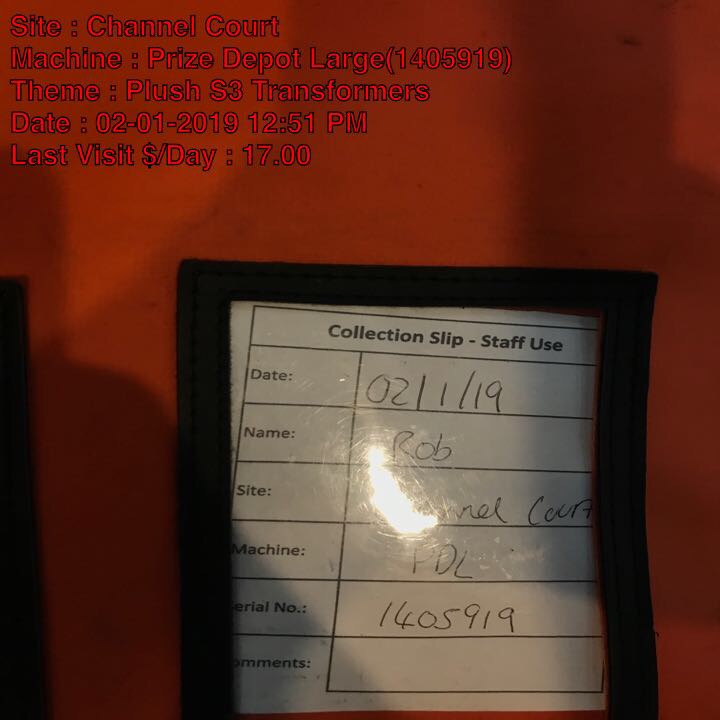 Site : Channel Court
Machine : Prize Depot Large(1405919)
Theme : Plush S3 Transformers
Date : 02-01-2019 12:51 PM
Last Visit $/Day : 17.00
Collection Slip - Staff Use
Date: 02/1/19
Name: Rob
Site: Court
Machine: PDL
erial No.: 1405919
omments: